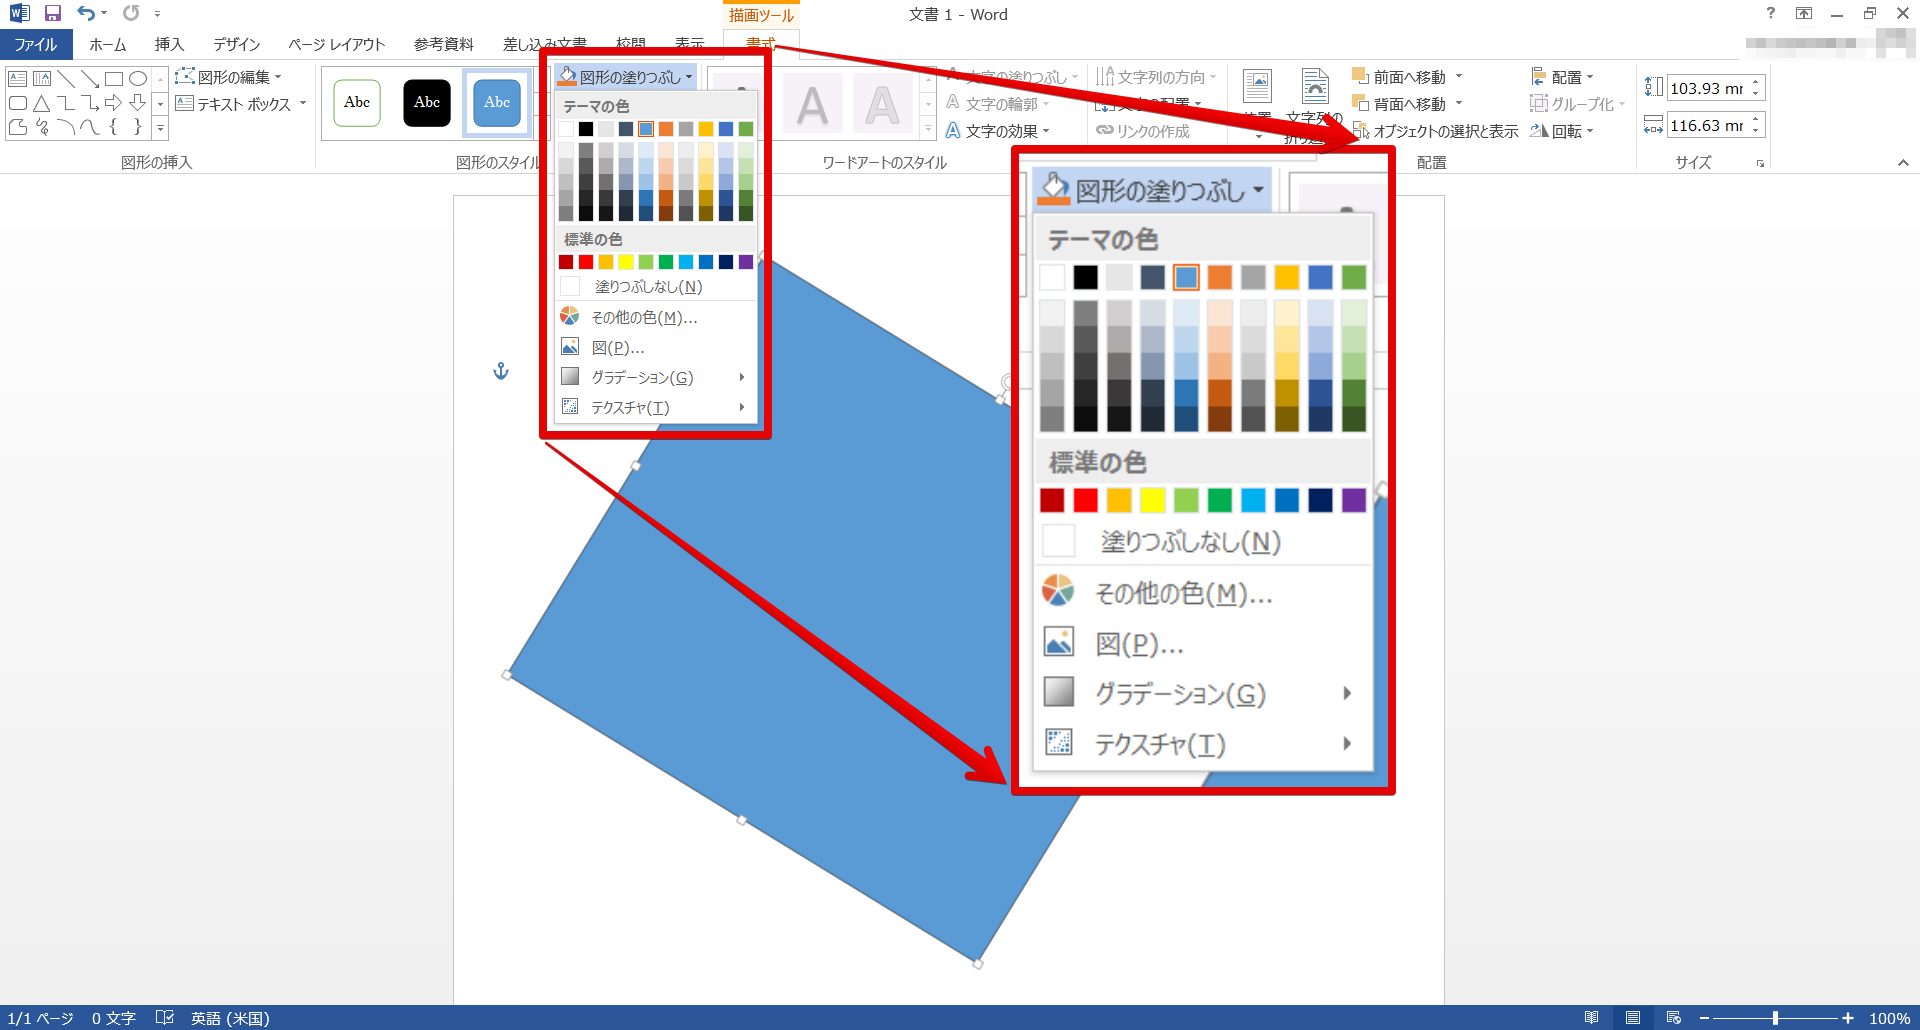 描画ツール
文書 1 - Word
ファイル
ホーム
挿入
デザイン
ページ レイアウト
参考資料
差し込み文書
校閲
表示
書式
図形の編集
テキスト ボックス
図形の挿入
Abc
Abc
Abc
図形のスタイル
図形の塗りつぶし
テーマの色
標準の色
塗りつぶしなし(N)
その他の色(M)...
図(P)...
グラデーション(G)
テクスチャ(T)
A
A
文字の塗りつぶし
文字の輪郭
文字の効果
ワードアートのスタイル
文字列の方向
文字の配置
リンクの作成
位置
文字列の
前面へ移動
背面へ移動
オブジェクトの選択と表示
配置
グループ化
回転
配置
103.93 mr
116.63 mr
サイズ
図形の塗りつぶし
テーマの色
標準の色
塗りつぶしなし(N)
その他の色(M)...
図(P)...
グラデーション(G)
テクスチャ(T)
1/1 ページ
0 文字
英語 (米国)
100%